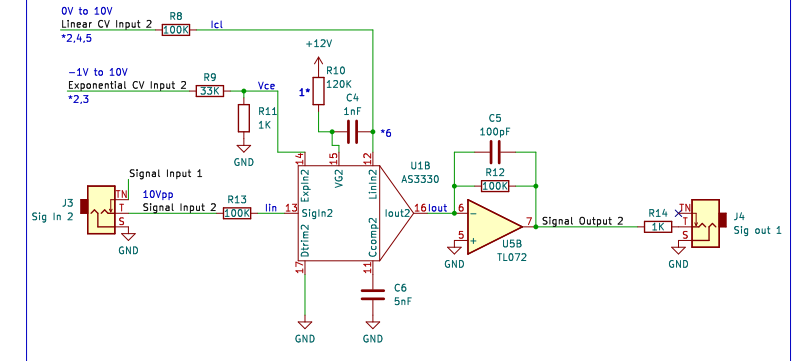 0V to 10V
Linear CV Input 2
*2,4,5
R8
100K
Icl
+12V
-1V to 10V
Exponential CV Input 2
*2,3
R9
33K
Vce
R11
1K
GND
1*
R10
120K
C4
1nF
*6
U1B
AS3330
14
15
12
ExpIn2
VG2
LinIn2
Signal Input 1
J3
Sig In 2
TN
T
S
10Vpp
Signal Input 2
GND
R13
100K
Iin
13
SigIn2
Iout2
16
Iout
Dtrim2
Ccomp2
17
11
GND
C6
5nF
GND
C5
100pF
R12
100K
6
-
5
+
7
U5B
TL072
GND
Signal Output 2
R14
1K
TN
T
S
J4
Sig out 1
GND